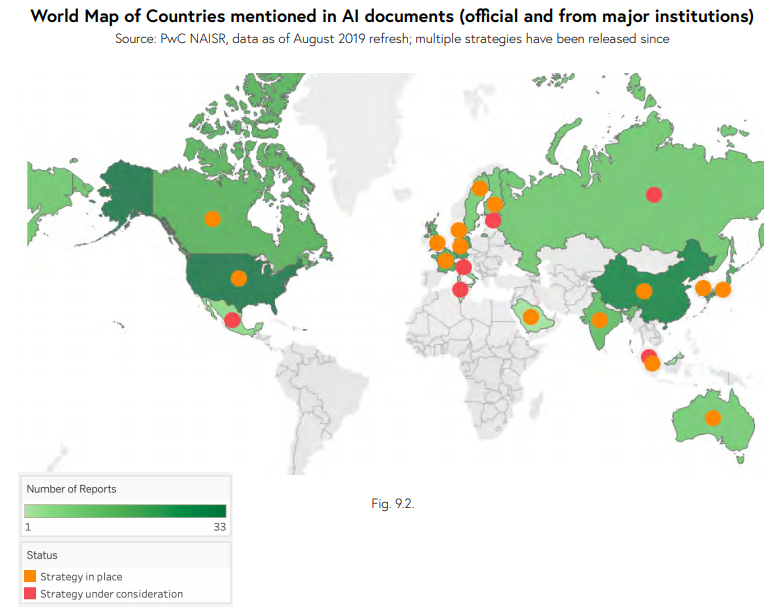 World Map of Countries mentioned in AI documents (official and from major institutions)
Source: PwC NAISR, data as of August 2019 refresh; multiple strategies have been released since
Number of Reports
1 33
Fig. 9.2.
Status
Strategy in place
Strategy under consideration